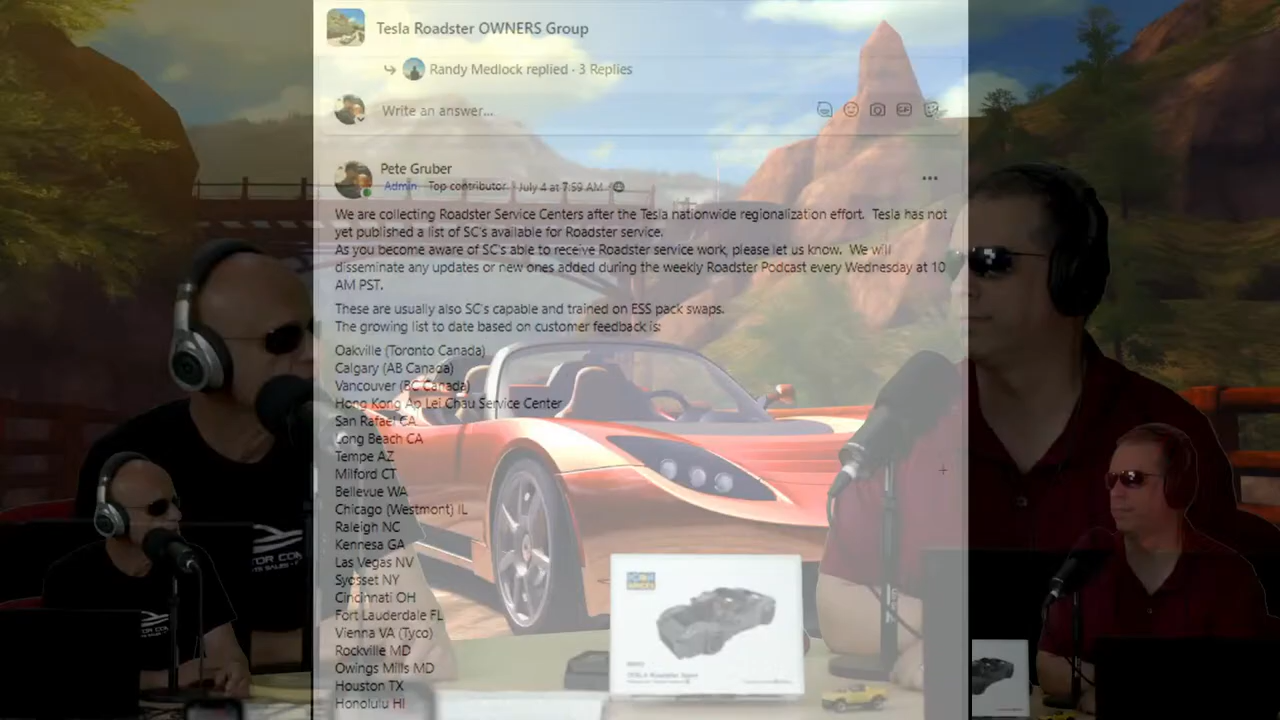 Tesla Roadster OWNERS Group
Randy Medlock replied · 3 Replies
Write an answer...
Pete Gruber
Admin Top contributor July 4 at 7:59 AM
We are collecting Roadster Service Centers after the Tesla nationwide regionalization effort. Tesla has not
yet published a list of SC's available for Roadster service.
As you become aware of SC's able to receive Roadster service work, please let us know. We will
disseminate any updates or new ones added during the weekly Roadster Podcast every Wednesday at 10
AM PST.
These are usually also SC's capable and trained on ESS pack swaps.
The growing list to date based on customer feedback is:
Oakville (Toronto Canada)
Calgary (AB Canada)
Vancouver (BC Canada)
Hong Kong Ap Lei Chau Service Center
San Rafael CA
Long Beach CA
Tempe AZ
Milford CT
Bellevue WA
Chicago (Westmont) IL
Raleigh NC
Kennesa GA
Las Vegas NV
Syosset NY
Cincinnati OH
Fort Lauderdale FL
Vienna VA (Tyco)
Rockville MD
Owings Mills MD
Houston TX
Honolulu HI
GIF
TESLA Roadster